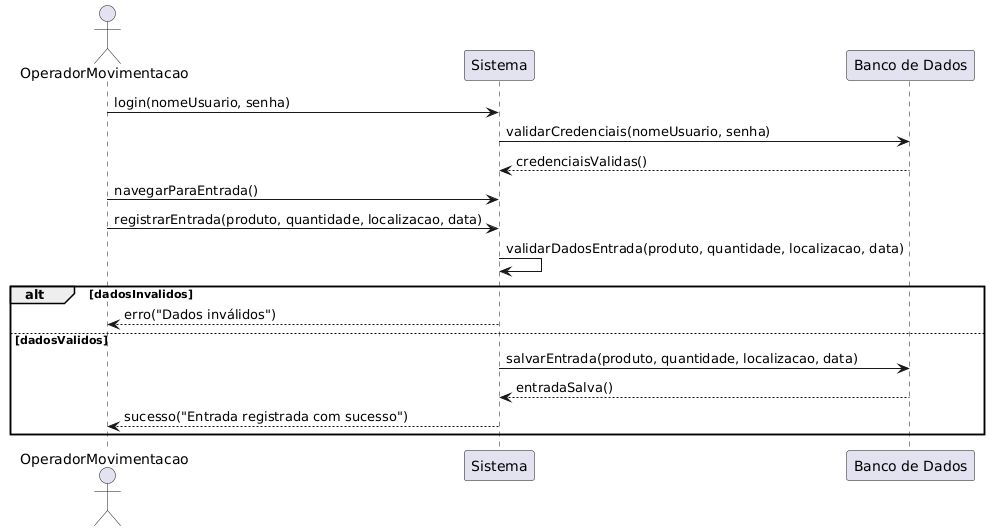 OperadorMovimentacao
Sistema
Banco de Dados
login(nomeUsuario, senha)
validarCredenciais(nomeUsuario, senha)
credenciaisValidas()
navegarParaEntrada()
registrarEntrada(produto, quantidade, localizacao, data)
validarDadosEntrada(produto, quantidade, localizacao, data)
alt [dadosInvalidos]
erro("Dados inválidos")
[dadosValidos]
salvarEntrada(produto, quantidade, localizacao, data)
entradaSalva()
sucesso("Entrada registrada com sucesso")
OperadorMovimentacao
Sistema
Banco de Dados